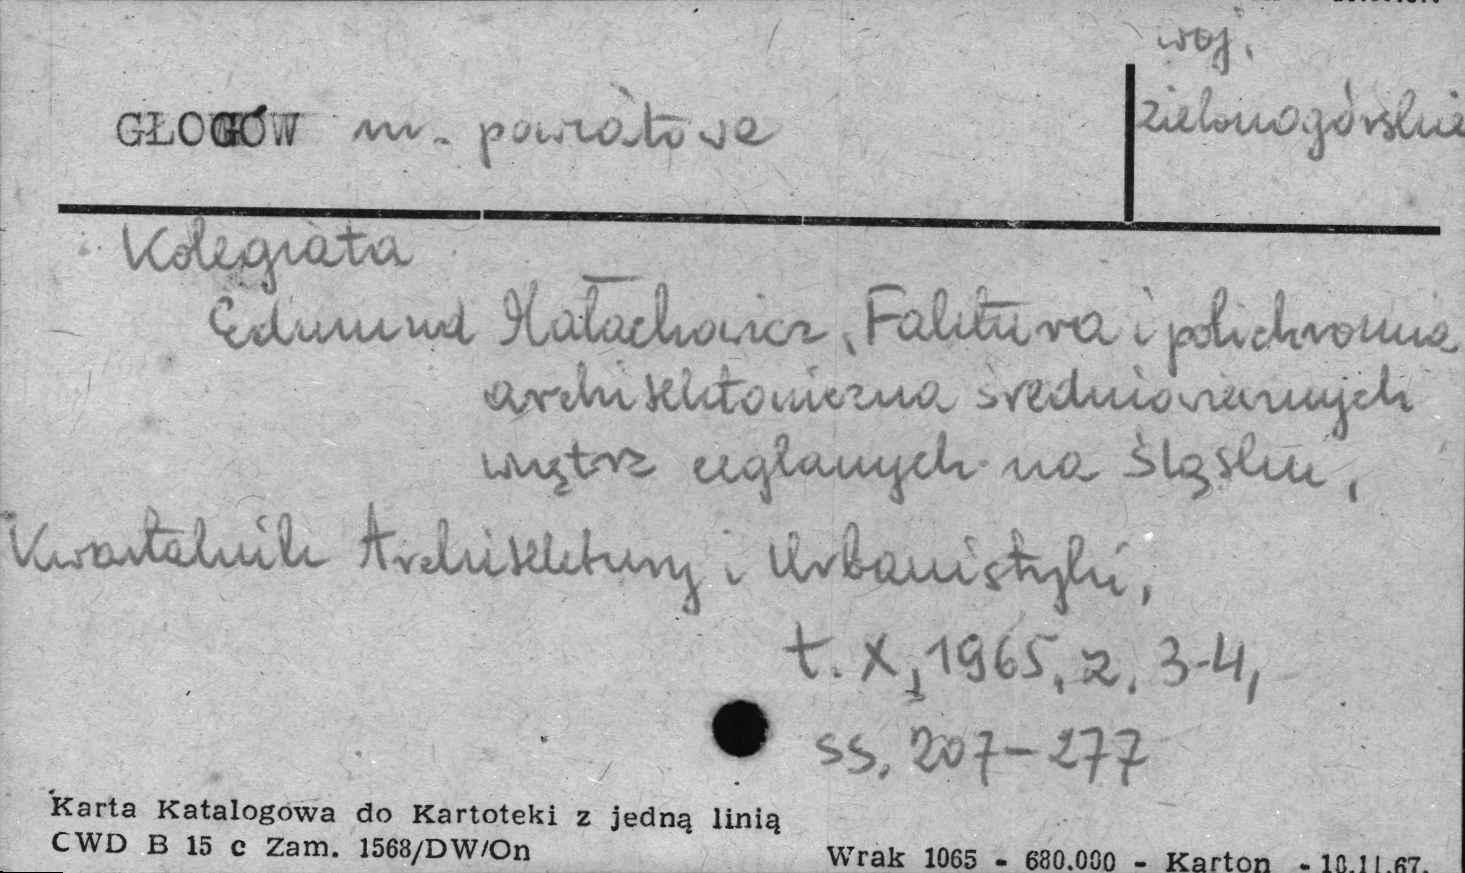 woj.
GŁOGÓW m. powiatowe
zielonogórskie
Kolegiata
Edmund Małachowicz, Faktura i polichromia
architektoniczna średniowiecznych
wnętrz ceglanych na Śląsku,
Kwartalnik Architektury i Urbanistyki,
t. X, 1965, z. 3-4,
ss. 207-277
Karta Katalogowa do Kartoteki z jedną linią
CWD B 15 c Zam. 1568/DW/On
Wrak 1065 - 680.000 - Karton - 10.11.67.